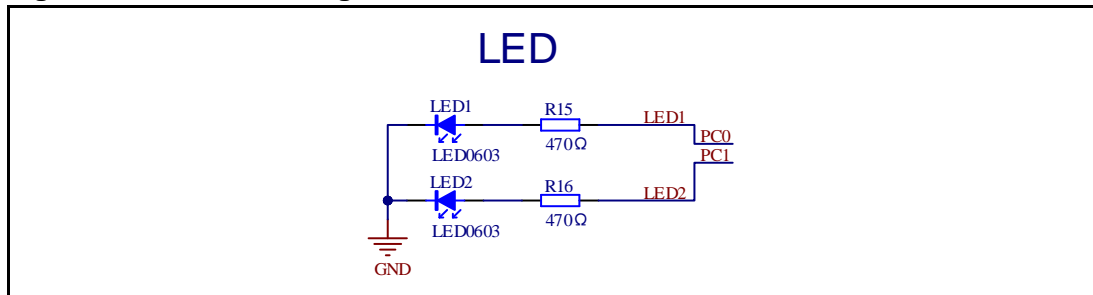 LED
LED1
R15
LED1
PC0
470Ω
LED0603
PC1
LED2
R16
LED2
470Ω
LED0603
GND